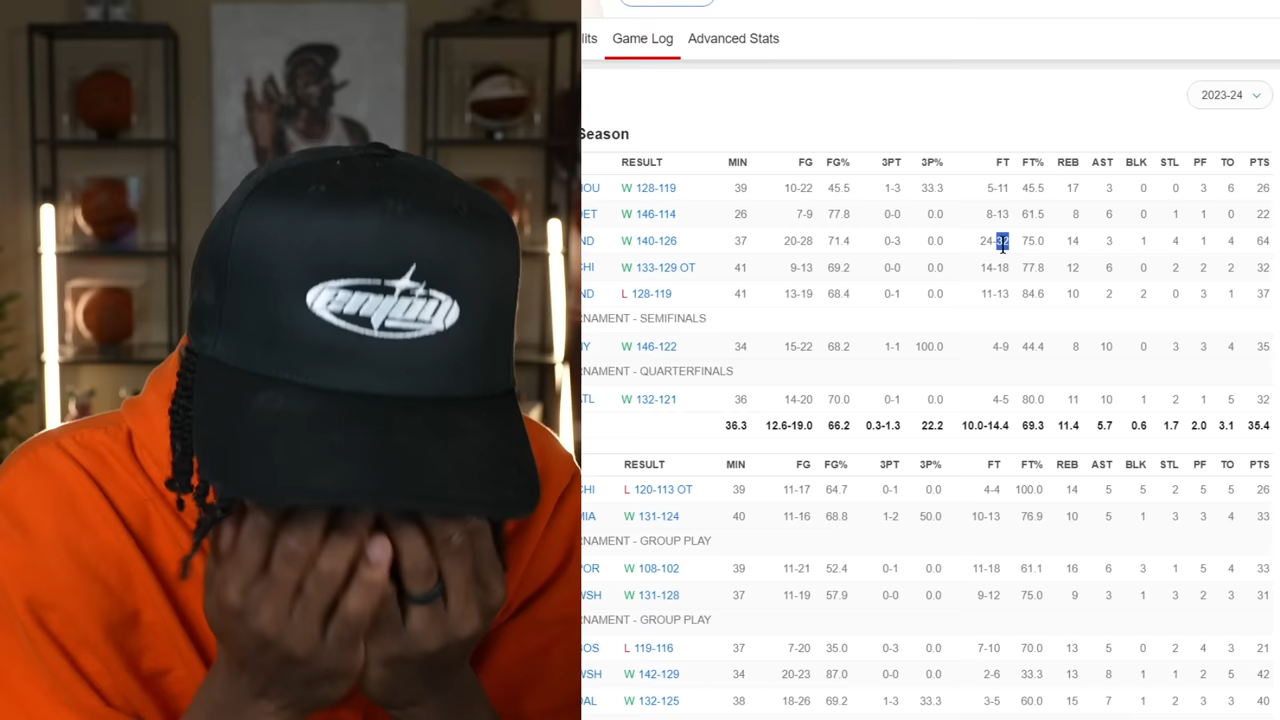 lits Game Log Advanced Stats
2023-24
Season
RESULT MIN FG FG% 3PT 3P% FT FT% REB AST BLK STL PF TO PTS
OU W 128-119 39 10-22 45.5 1-3 33.3 5-11 45.5 17 3 0 0 3 6 26
ET W 146-114 26 7-9 77.8 0-0 0.0 8-13 61.5 8 6 0 1 1 0 22
ND W 140-126 37 20-28 71.4 0-3 0.0 24-32 75.0 14 3 1 4 1 4 64
CHI W 133-129 OT 41 9-13 69.2 0-0 0.0 14-18 77.8 12 6 0 2 2 2 32
ND L 128-119 41 13-19 68.4 0-1 0.0 11-13 84.6 10 2 2 0 3 1 37
RNAMENT - SEMIFINALS
Y W 146-122 34 15-22 68.2 1-1 100.0 4-9 44.4 8 10 0 3 3 4 35
RNAMENT - QUARTERFINALS
TL W 132-121 36 14-20 70.0 0-1 0.0 4-5 80.0 11 10 1 2 1 5 32
36.3 12.6-19.0 66.2 0.3-1.3 22.2 10.0-14.4 69.3 11.4 5.7 0.6 1.7 2.0 3.1 35.4
RESULT MIN FG FG% 3PT 3P% FT FT% REB AST BLK STL PF TO PTS
CHI L 120-113 OT 39 11-17 64.7 0-1 0.0 4-4 100.0 14 5 5 2 5 5 26
MIA W 131-124 40 11-16 68.8 1-2 50.0 10-13 76.9 10 5 1 3 3 4 33
RNAMENT - GROUP PLAY
POR W 108-102 39 11-21 52.4 0-1 0.0 11-18 61.1 16 6 3 1 5 4 33
WSH W 131-128 37 11-19 57.9 0-0 0.0 9-12 75.0 9 3 1 3 2 3 31
RNAMENT - GROUP PLAY
OS L 119-116 37 7-20 35.0 0-3 0.0 7-10 70.0 13 5 0 2 4 3 21
WSH W 142-129 34 20-23 87.0 0-0 0.0 2-6 33.3 13 8 1 1 2 5 42
AL W 132-125 38 18-26 69.2 1-3 33.3 3-5 60.0 15 7 1 2 3 3 40